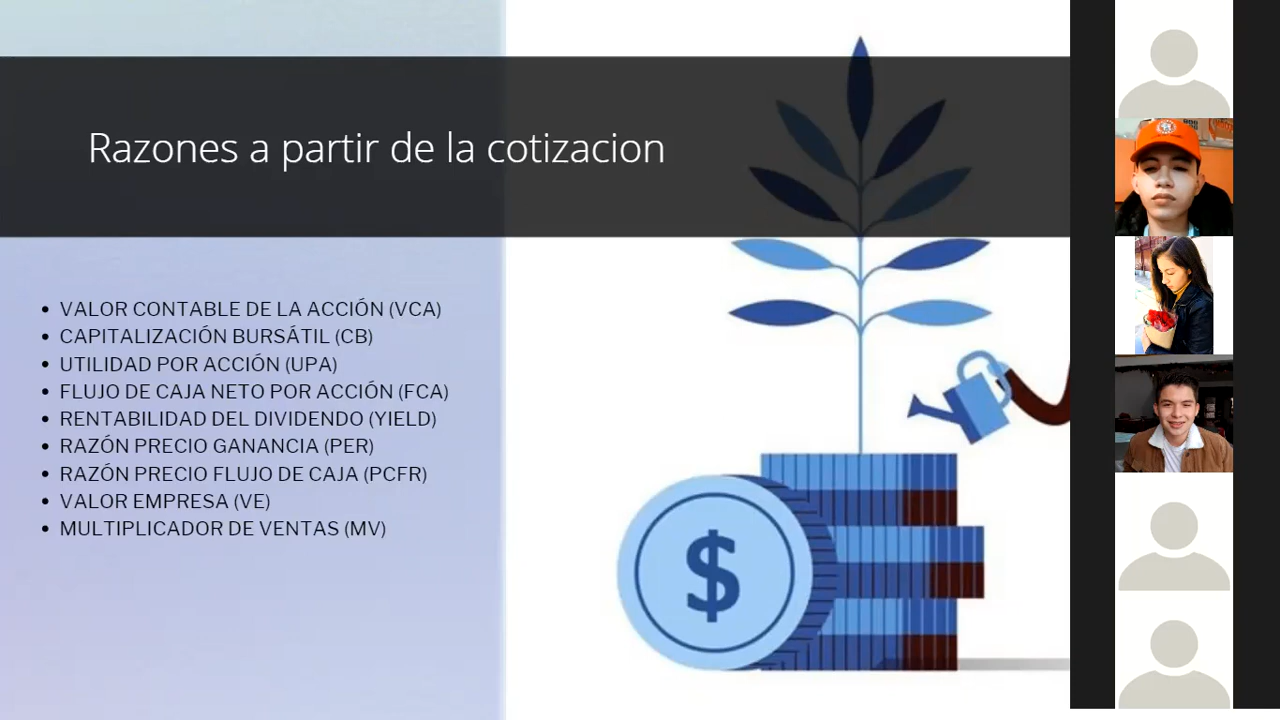 Razones a partir de la cotizacion
• VALOR CONTABLE DE LA ACCIÓN (VCA)
• CAPITALIZACIÓN BURSÁTIL (CB)
• UTILIDAD POR ACCIÓN (UPA)
• FLUJO DE CAJA NETO POR ACCIÓN (FCA)
• RENTABILIDAD DEL DIVIDENDO (YIELD)
• RAZÓN PRECIO GANANCIA (PER)
• RAZÓN PRECIO FLUJO DE CAJA (PCFR)
• VALOR EMPRESA (VE)
• MULTIPLICADOR DE VENTAS (MV)
$